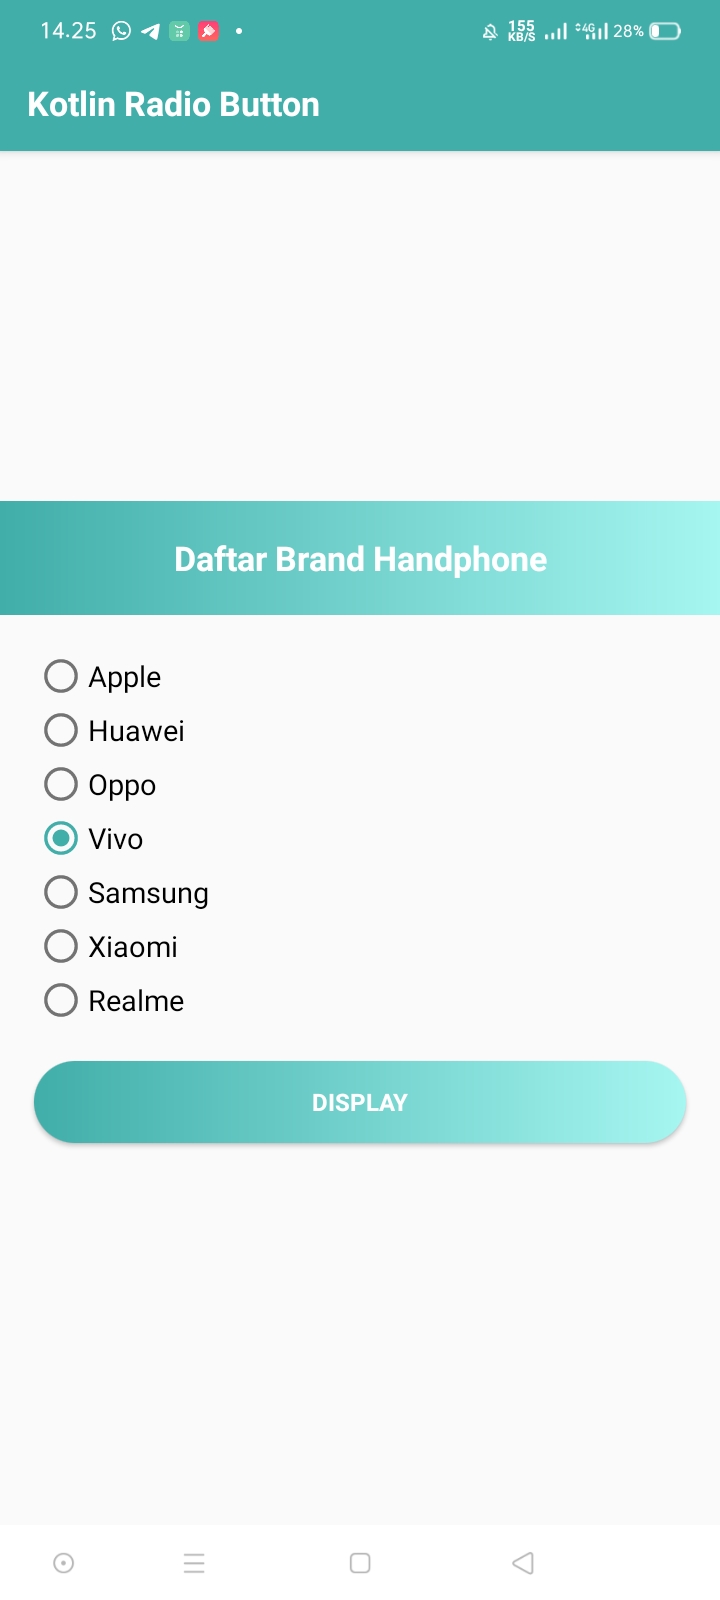 14.25 155 KB/S 4G 28%
Kotlin Radio Button
Daftar Brand Handphone
Apple
Huawei
Oppo
Vivo
Samsung
Xiaomi
Realme
DISPLAY